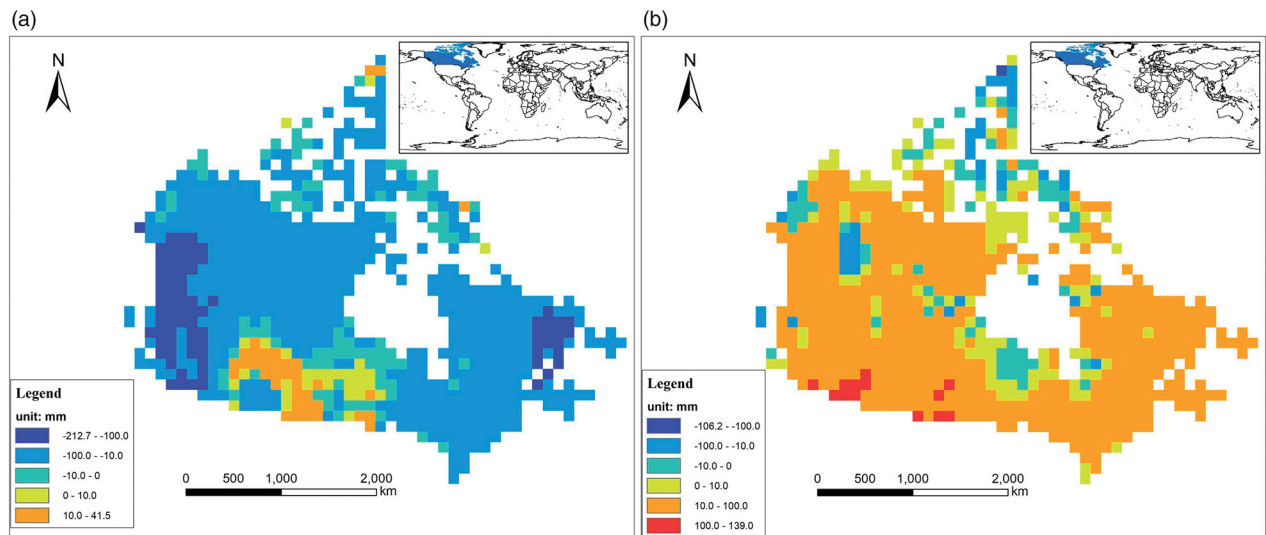 (a)
N
Legend
unit: mm
-212.7 - -100.0
-100.0 - -10.0
-10.0 - 0
0 - 10.0
10.0 - 41.5
0 500 1,000 2,000
km
(b)
N
Legend
unit: mm
-106.2 - -100.0
-100.0 - -10.0
-10.0 - 0
0 - 10.0
10.0 - 100.0
100.0 - 139.0
0 500 1,000 2,000
km